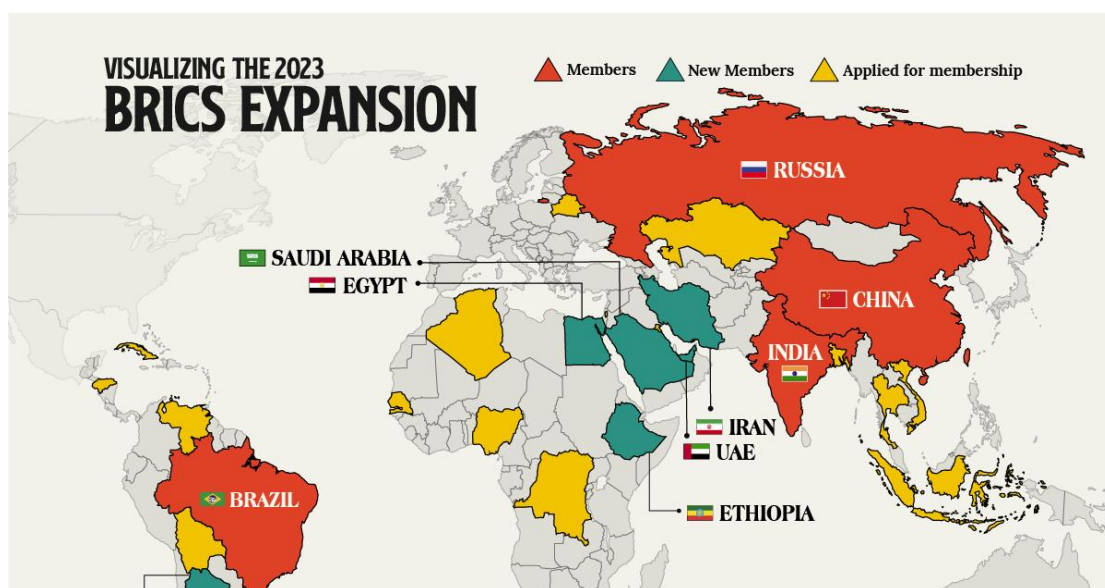 VISUALIZING THE 2023
BRICS EXPANSION
Members
New Members
Applied for membership
RUSSIA
SAUDI ARABIA
EGYPT
CHINA
INDIA
IRAN
UAE
BRAZIL
ETHIOPIA